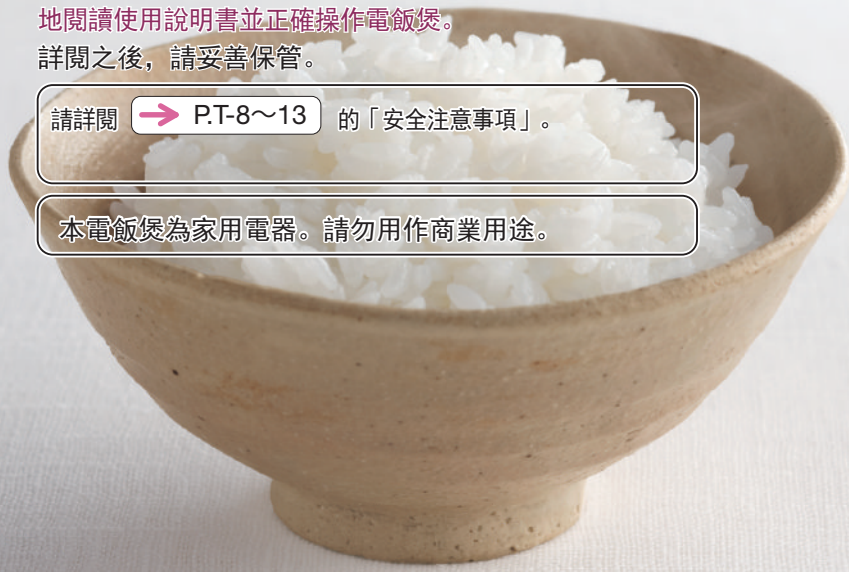 地閱讀使用說明書並正確操作電飯煲。
詳閱之後，請妥善保管。
請詳閱 → P.T-8～13 的「安全注意事項」。
本電飯煲為家用電器。請勿用作商業用途。